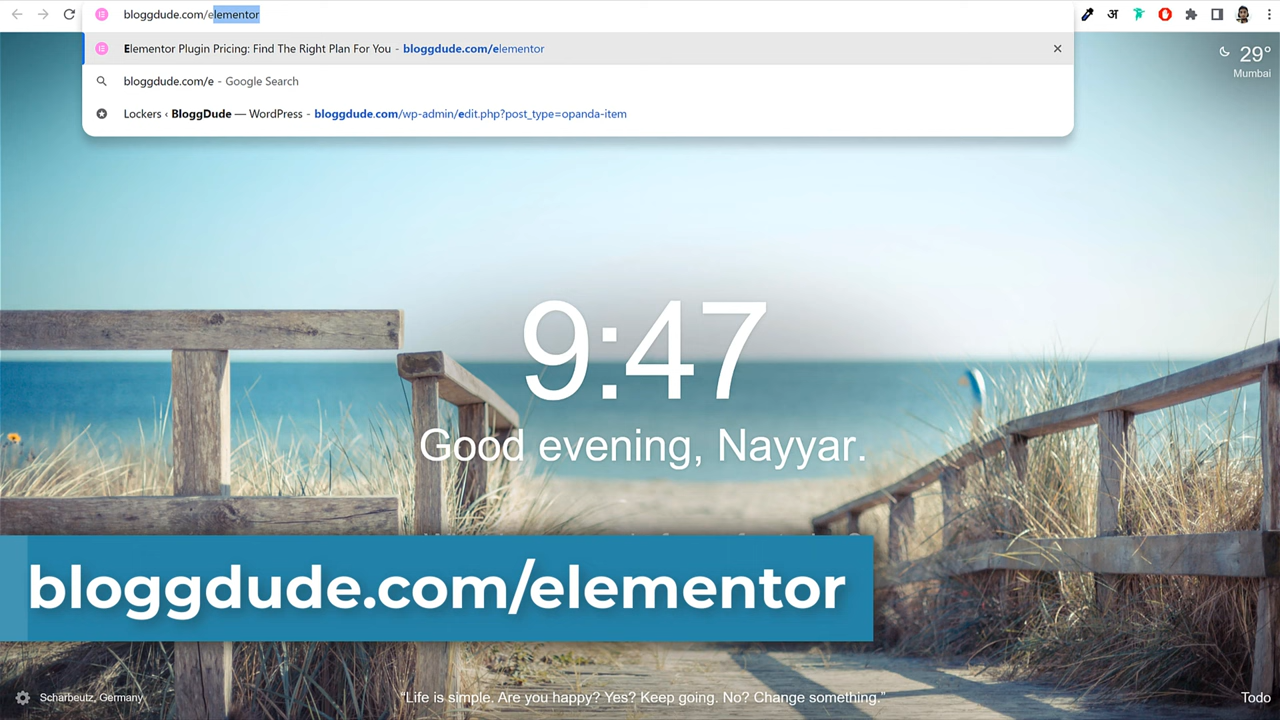 bloggdude.com/elementor
Elementor Plugin Pricing: Find The Right Plan For You - bloggdude.com/elementor
bloggdude.com/e - Google Search
Lockers ‹ BloggDude — WordPress - bloggdude.com/wp-admin/edit.php?post_type=opanda-item
अ
29°
Mumbai
9:47
Good evening, Nayyar.
bloggdude.com/elementor
Scharbeutz, Germany
“Life is simple. Are you happy? Yes? Keep going. No? Change something.”
Todo